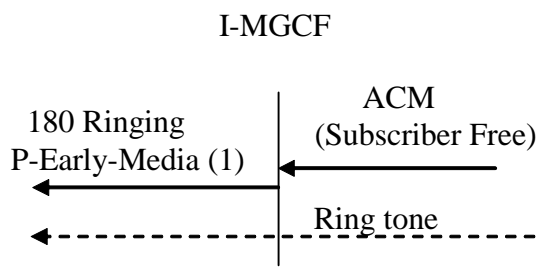 I-MGCF
180 Ringing
P-Early-Media (1)
ACM
(Subscriber Free)
Ring tone